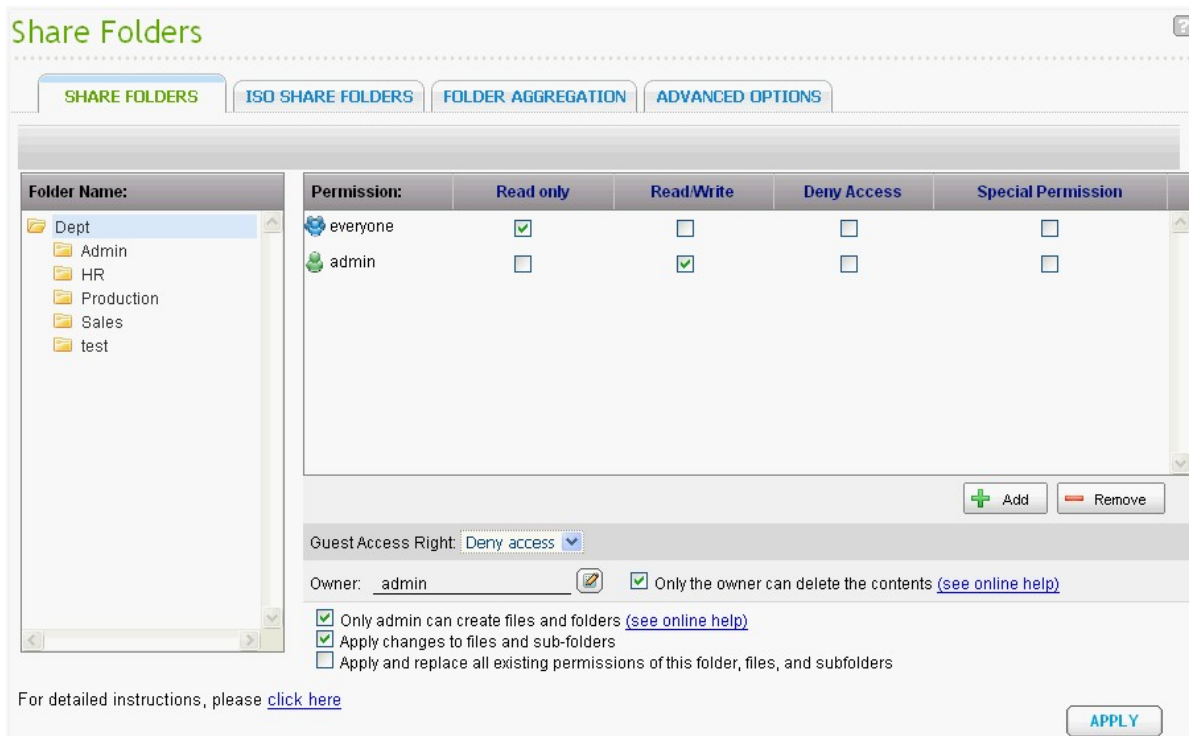 Share Folders
?
SHARE FOLDERS ISO SHARE FOLDERS FOLDER AGGREGATION ADVANCED OPTIONS
Folder Name:
Dept
Admin
HR
Production
Sales
test
Permission: Read only Read/Write Deny Access Special Permission
everyone
admin
Add Remove
Guest Access Right: Deny access
Owner: admin Only the owner can delete the contents (see online help)
Only admin can create files and folders (see online help)
Apply changes to files and sub-folders
Apply and replace all existing permissions of this folder, files, and subfolders
For detailed instructions, please click here
APPLY